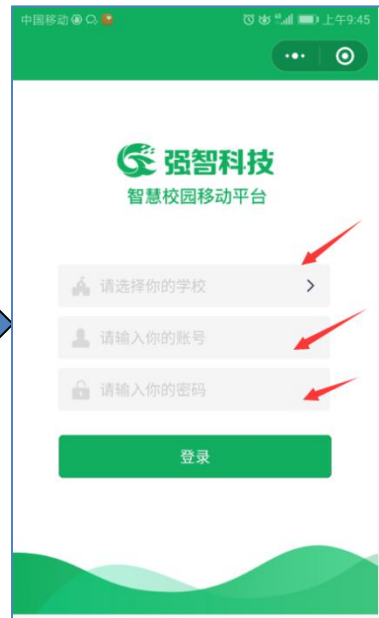 中国移动 上午9:45
强智科技
智慧校园移动平台
请选择你的学校
请输入你的账号
请输入你的密码
登录